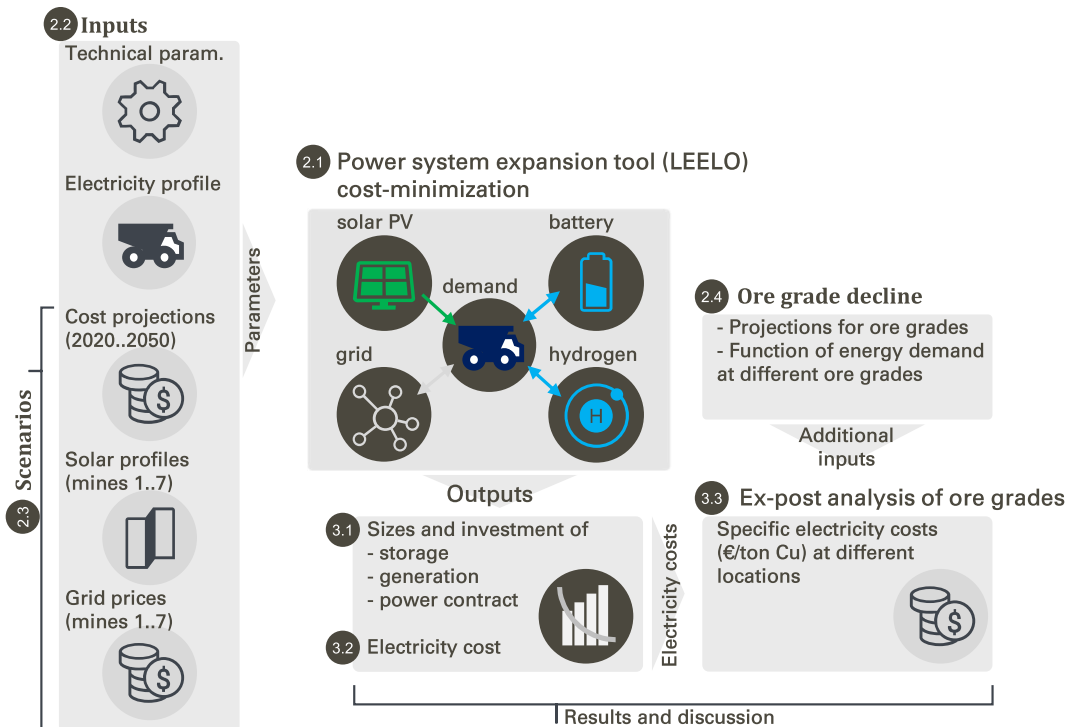 2.2 Inputs
Technical param.
Electricity profile
Cost projections
(2020..2050)
$
Solar profiles
(mines 1..7)
Grid prices
(mines 1..7)
$
2.3 Scenarios
Parameters
2.1 Power system expansion tool (LEELO)
cost-minimization
solar PV
battery
demand
grid
hydrogen
H
Outputs
3.1 Sizes and investment of
- storage
- generation
- power contract
3.2 Electricity cost
Electricity costs
2.4 Ore grade decline
- Projections for ore grades
- Function of energy demand
at different ore grades
Additional
inputs
3.3 Ex-post analysis of ore grades
Specific electricity costs
(€/ton Cu) at different
locations
$
Results and discussion